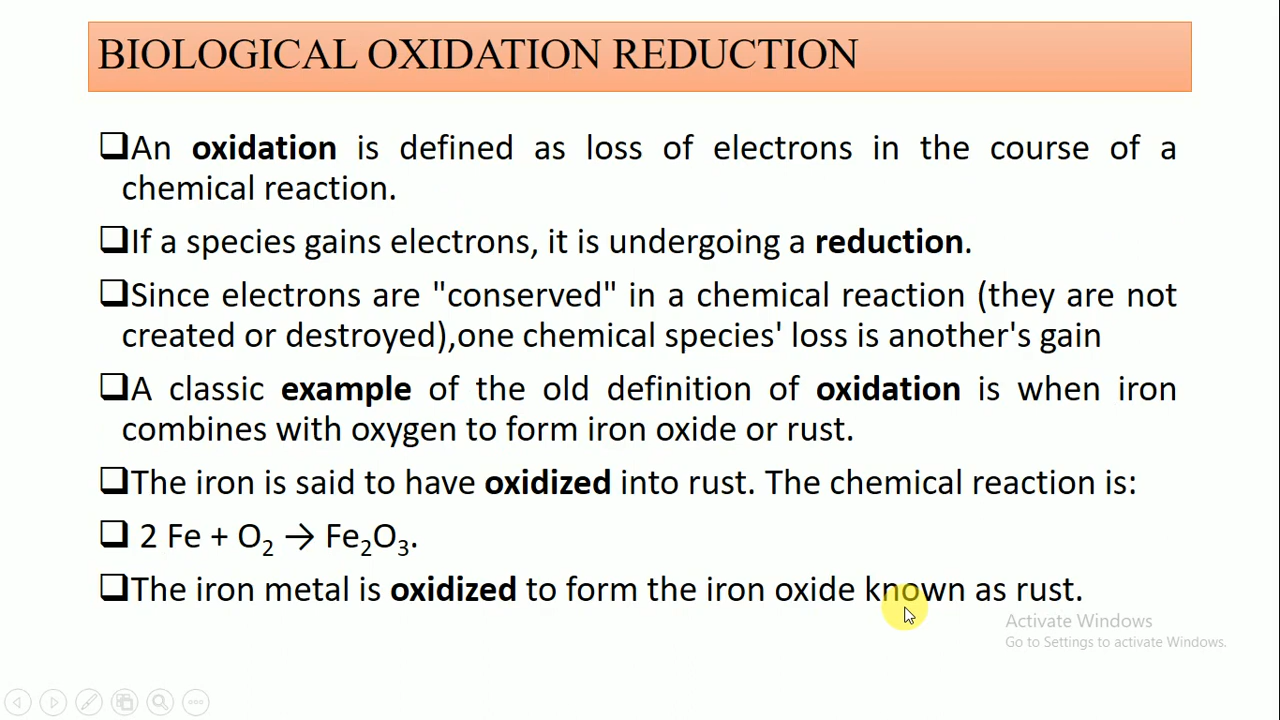 BIOLOGICAL OXIDATION REDUCTION
❑An oxidation is defined as loss of electrons in the course of a
chemical reaction.
❑If a species gains electrons, it is undergoing a reduction.
❑Since electrons are "conserved" in a chemical reaction (they are not
created or destroyed),one chemical species' loss is another's gain
❑A classic example of the old definition of oxidation is when iron
combines with oxygen to form iron oxide or rust.
❑The iron is said to have oxidized into rust. The chemical reaction is:
❑ 2 Fe + O₂ → Fe₂O₃.
❑The iron metal is oxidized to form the iron oxide known as rust.
Activate Windows
Go to Settings to activate Windows.